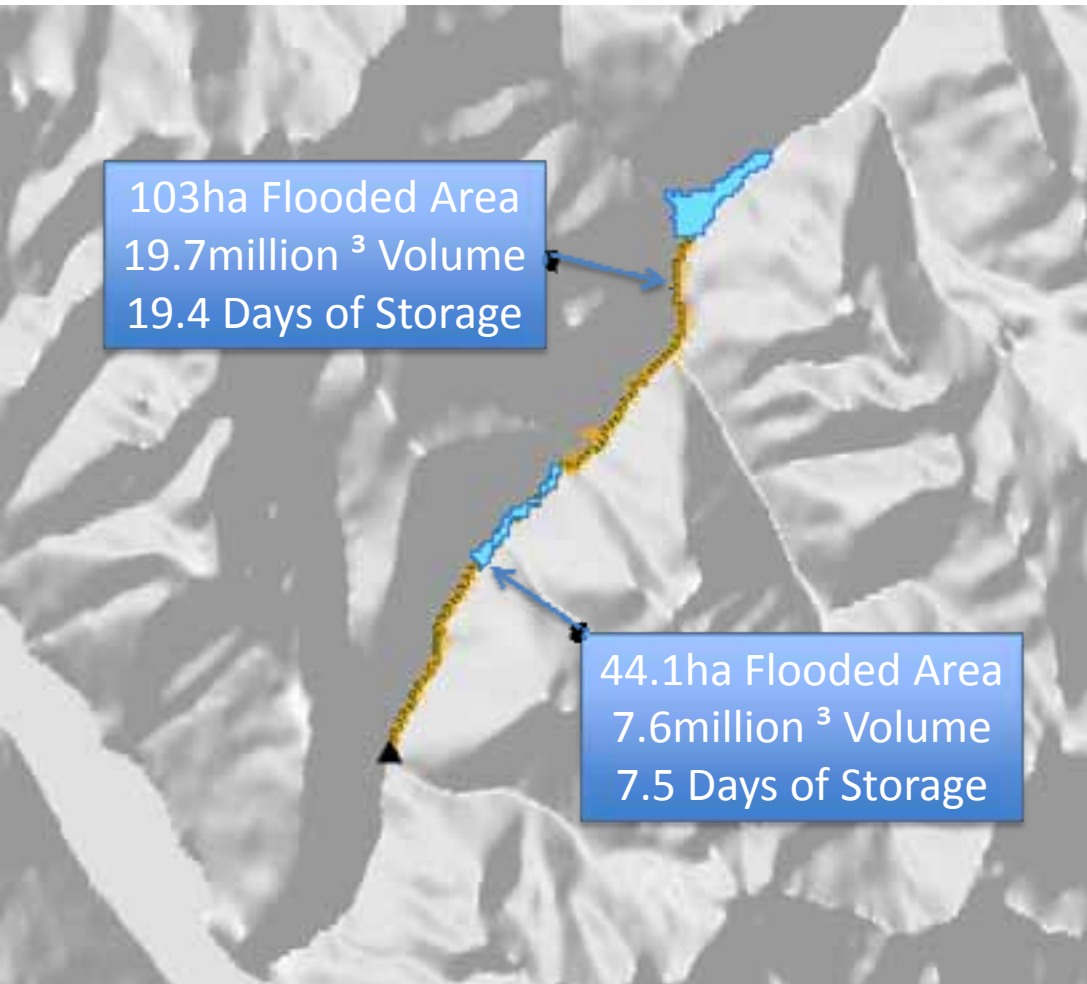 103ha Flooded Area
19.7million ³ Volume
19.4 Days of Storage
44.1ha Flooded Area
7.6million ³ Volume
7.5 Days of Storage